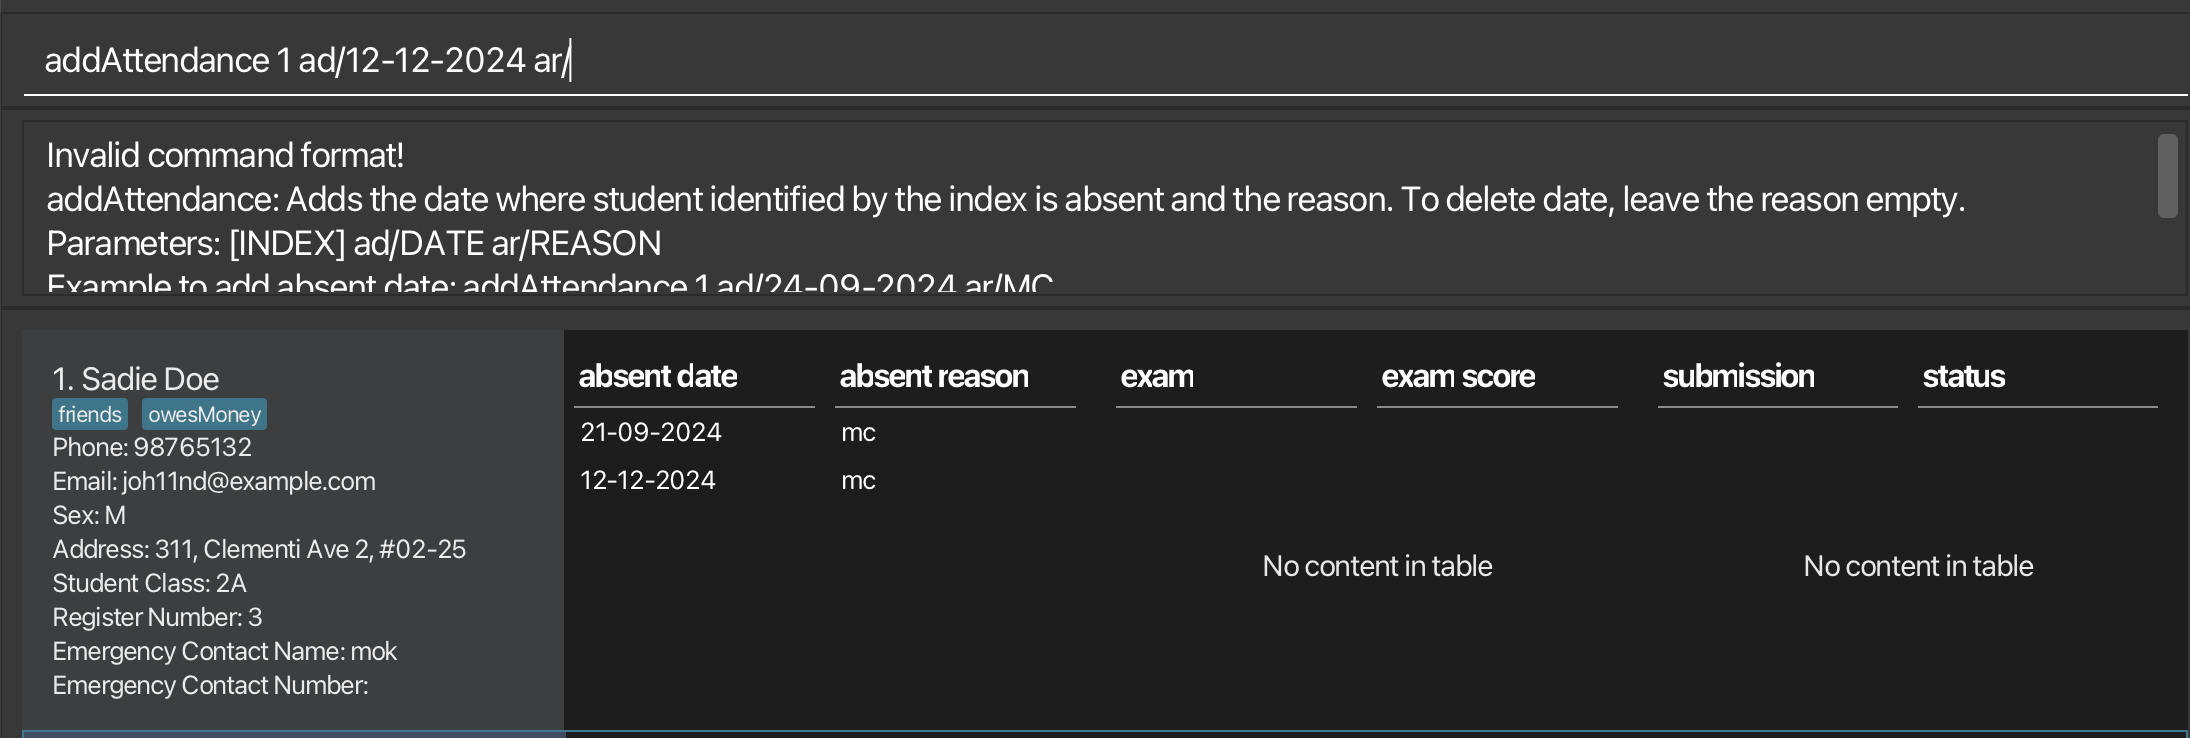 addAttendance 1 ad/12-12-2024 ar/
Invalid command format!
addAttendance: Adds the date where student identified by the index is absent and the reason. To delete date, leave the reason empty.
Parameters: [INDEX] ad/DATE ar/REASON
Example to add absent date: addAttendance 1 ad/24-09-2024 ar/MC
1. Sadie Doe
friends owesMoney
Phone: 98765132
Email: joh11nd@example.com
Sex: M
Address: 311, Clementi Ave 2, #02-25
Student Class: 2A
Register Number: 3
Emergency Contact Name: mok
Emergency Contact Number:
absent date absent reason exam exam score submission status
21-09-2024 mc
12-12-2024 mc
No content in table No content in table